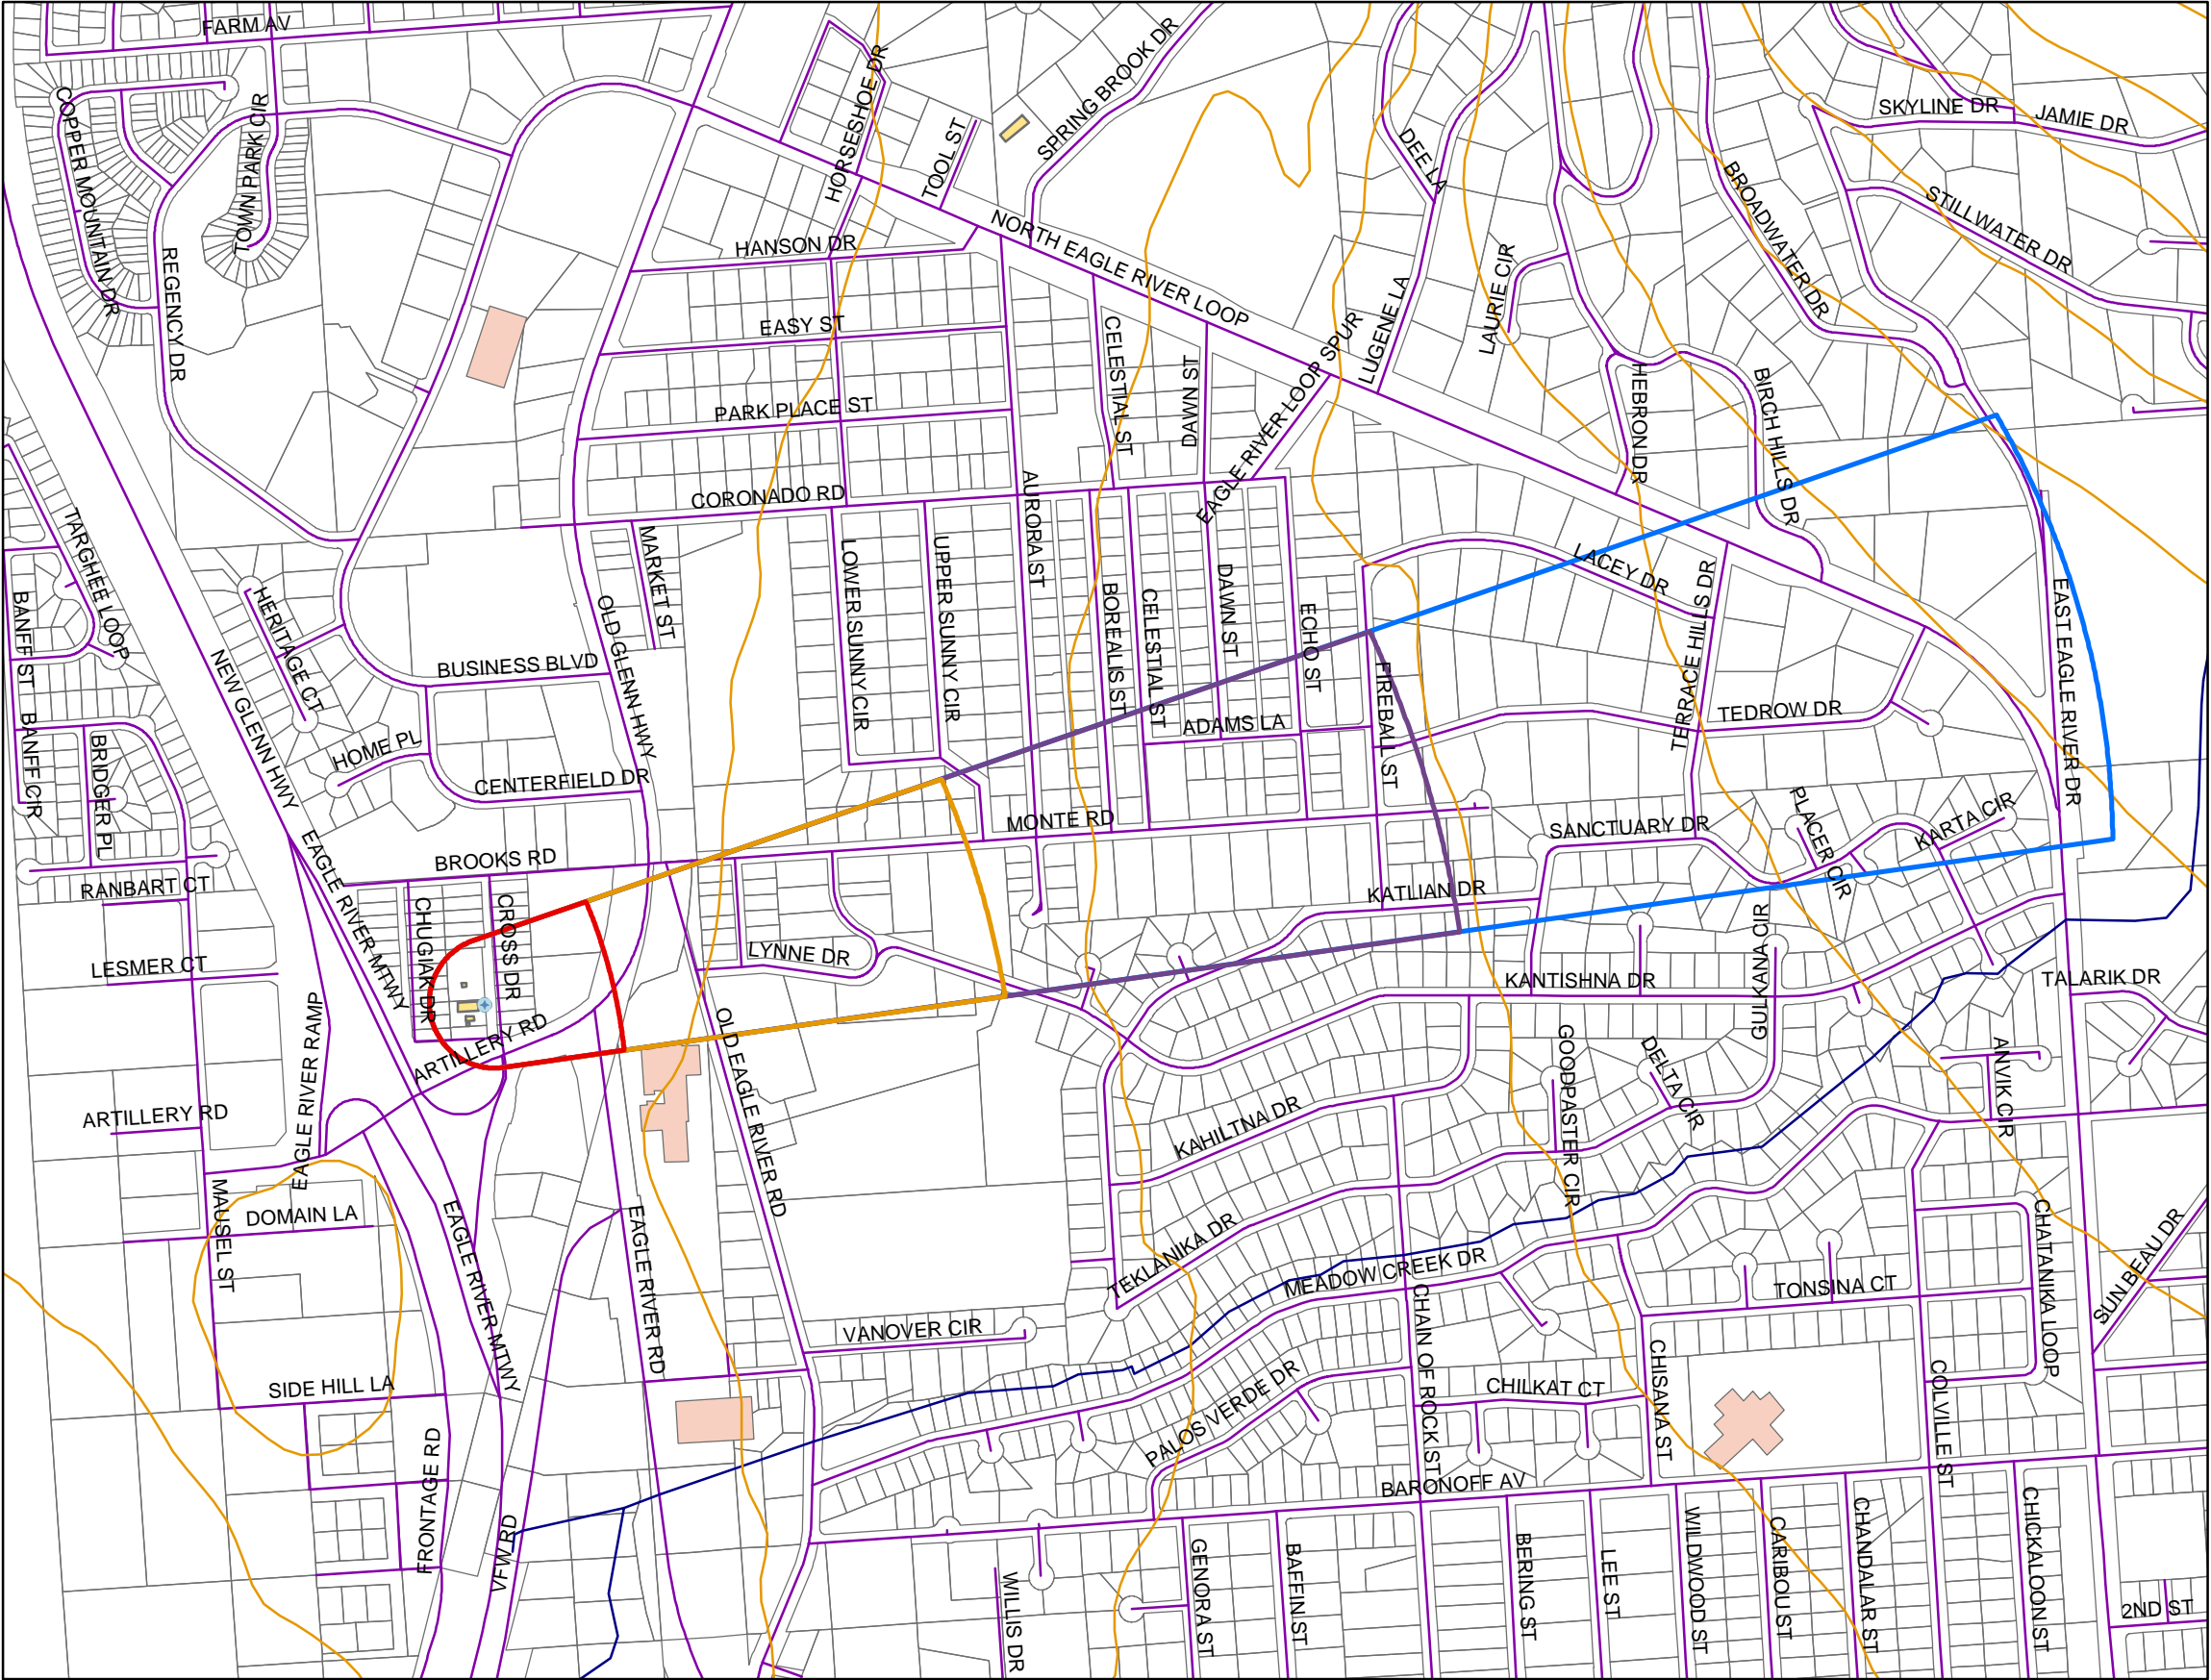 FARM AV
COPPER MOUNTAIN DR
TOWN PARK CIR
REGENCY DR
HORSESHOE DR
TOOL ST
SPRING BROOK DR
NORTH EAGLE RIVER LOOP
DEE LA
SKYLINE DR
JAMIE DR
BROADWATER DR
STILLWATER DR
HANSON DR
EASY ST
PARK PLACE ST
CORONADO RD
CELESTIAL ST
DAWN ST
EAGLE RIVER LOOP SPUR
LUGENE LA
LAURIE CIR
HEBRON DR
BIRCH HILLS DR
TARGHEE LOOP
BANFF ST
BANFF CIR
BRIDGER PL
NEW GLENN HWY
HERITAGE CT
HOME PL
BUSINESS BLVD
CENTERFIELD DR
OLD GLENN HWY
MARKET ST
LOWER SUNNY CIR
UPPER SUNNY CIR
AURORA ST
BOREALIS ST
CELESTIAL ST
DAWN ST
ECHO ST
ADAMS LA
FIREBALL ST
LACEY DR
TERRACE HILLS DR
TEDROW DR
EAST EAGLE RIVER DR
MONTE RD
SANCTUARY DR
PLACER CIR
KARTA CIR
BROOKS RD
EAGLE RIVER MTWY
CHUGIAK DR
CROSS DR
RANBART CT
LESMER CT
LYNNE DR
KATLIAN DR
KANTISHNA DR
GULKANA CIR
TALARIK DR
ARTILLERY RD
EAGLE RIVER RAMP
ARTILLERY RD
OLD EAGLE RIVER RD
GOODPASTER CIR
DELTA CIR
ANVIK CIR
KAHILTNA DR
MAUSEL ST
DOMAIN LA
EAGLE RIVER MTWY
EAGLE RIVER RD
TEKLANIKA DR
MEADOW CREEK DR
TONSINA CT
CHATANIKA LOOP
SUN BEAU DR
VANOVER CIR
SIDE HILL LA
PALOS VERDE DR
CHAIN OF ROCK ST
CHILKAT CT
CHISANA ST
COLVILLE ST
FRONTAGE RD
VFW RD
BARONOFF AV
WILLIS DR
GENORA ST
BAFFIN ST
BERING ST
LEE ST
WILDWOOD ST
CARIBOU ST
CHANDALAR ST
CHICKALOON ST
2ND ST